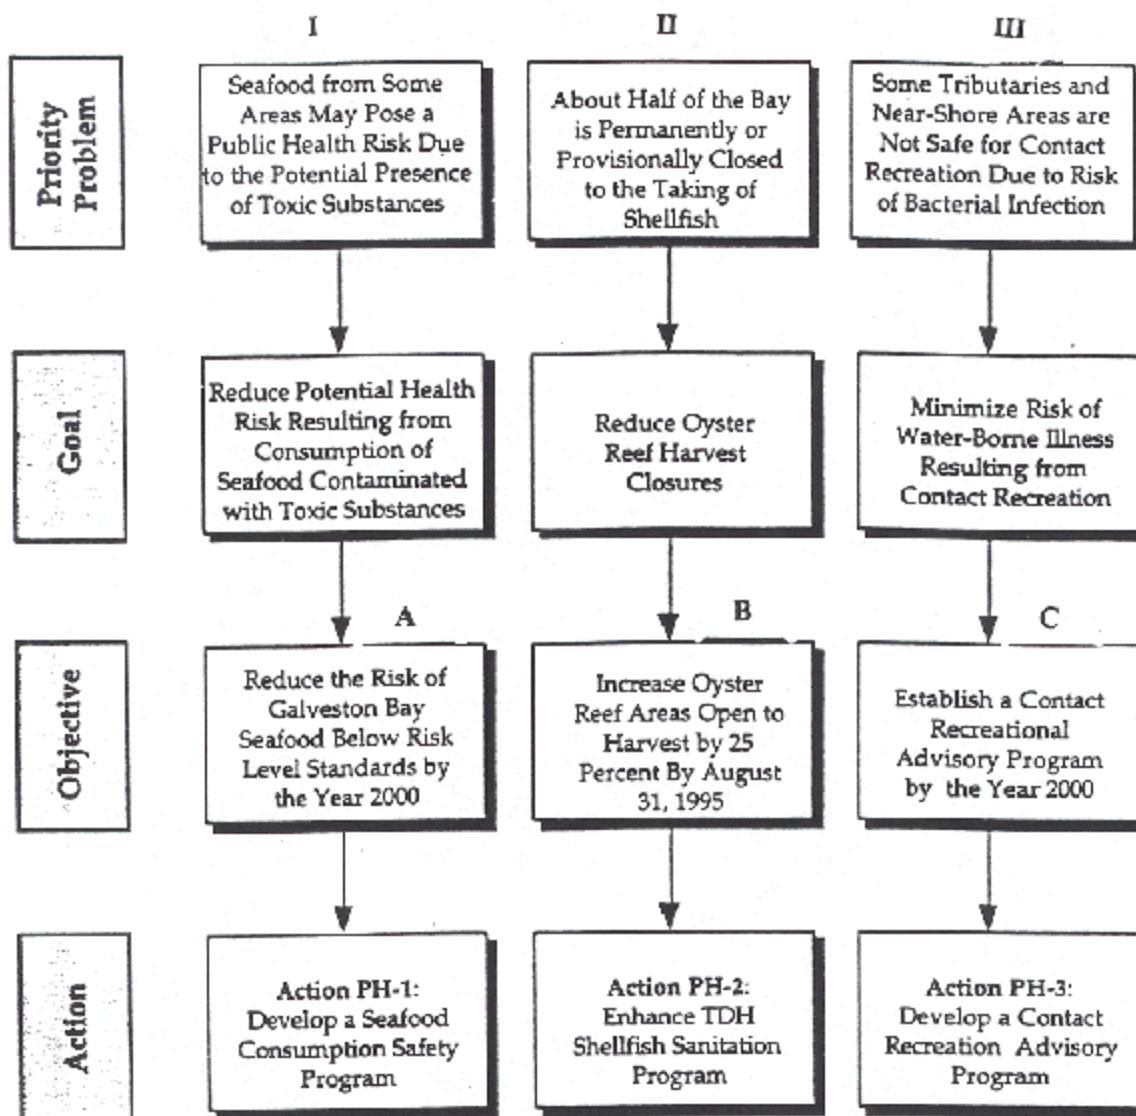 I
II
III
Priority
Problem
Seafood from Some
Areas May Pose a
Public Health Risk Due
to the Potential Presence
of Toxic Substances
About Half of the Bay
is Permanently or
Provisionally Closed
to the Taking of
Shellfish
Some Tributaries and
Near-Shore Areas are
Not Safe for Contact
Recreation Due to Risk
of Bacterial Infection
Goal
Reduce Potential Health
Risk Resulting from
Consumption of
Seafood Contaminated
with Toxic Substances
Reduce Oyster
Reef Harvest
Closures
Minimize Risk of
Water-Borne Illness
Resulting from
Contact Recreation
A
B
C
Objective
Reduce the Risk of
Galveston Bay
Seafood Below Risk
Level Standards by
the Year 2000
Increase Oyster
Reef Areas Open to
Harvest by 25
Percent By August
31, 1995
Establish a Contact
Recreational
Advisory Program
by the Year 2000
Action
Action PH-1:
Develop a Seafood
Consumption Safety
Program
Action PH-2:
Enhance TDH
Shellfish Sanitation
Program
Action PH-3:
Develop a Contact
Recreation Advisory
Program